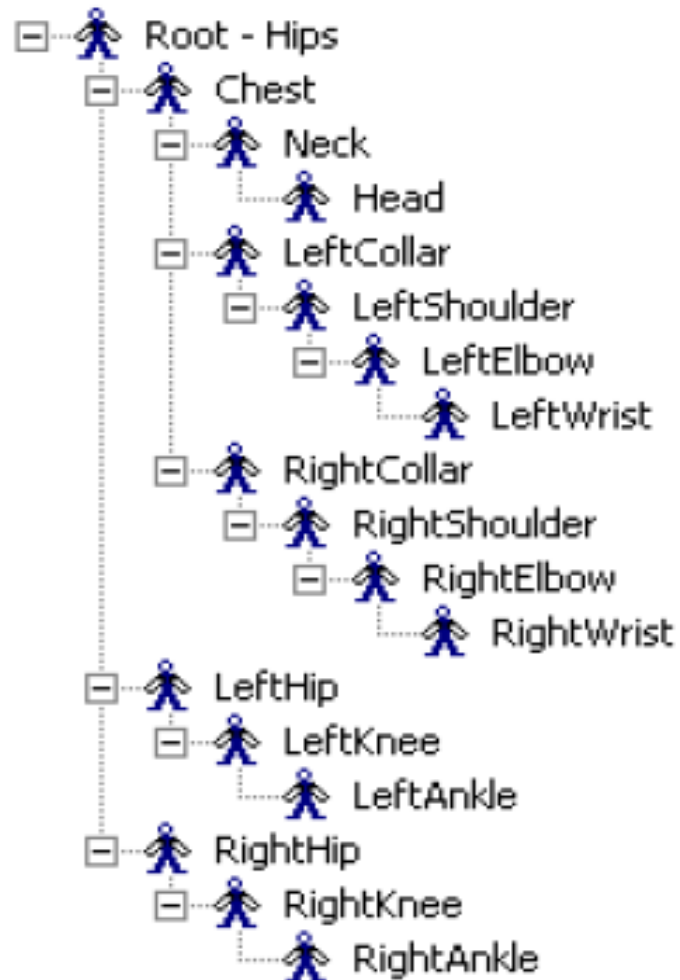 Root - Hips
Chest
Neck
Head
LeftCollar
LeftShoulder
LeftElbow
LeftWrist
RightCollar
RightShoulder
RightElbow
RightWrist
LeftHip
LeftKnee
LeftAnkle
RightHip
RightKnee
RightAnkle